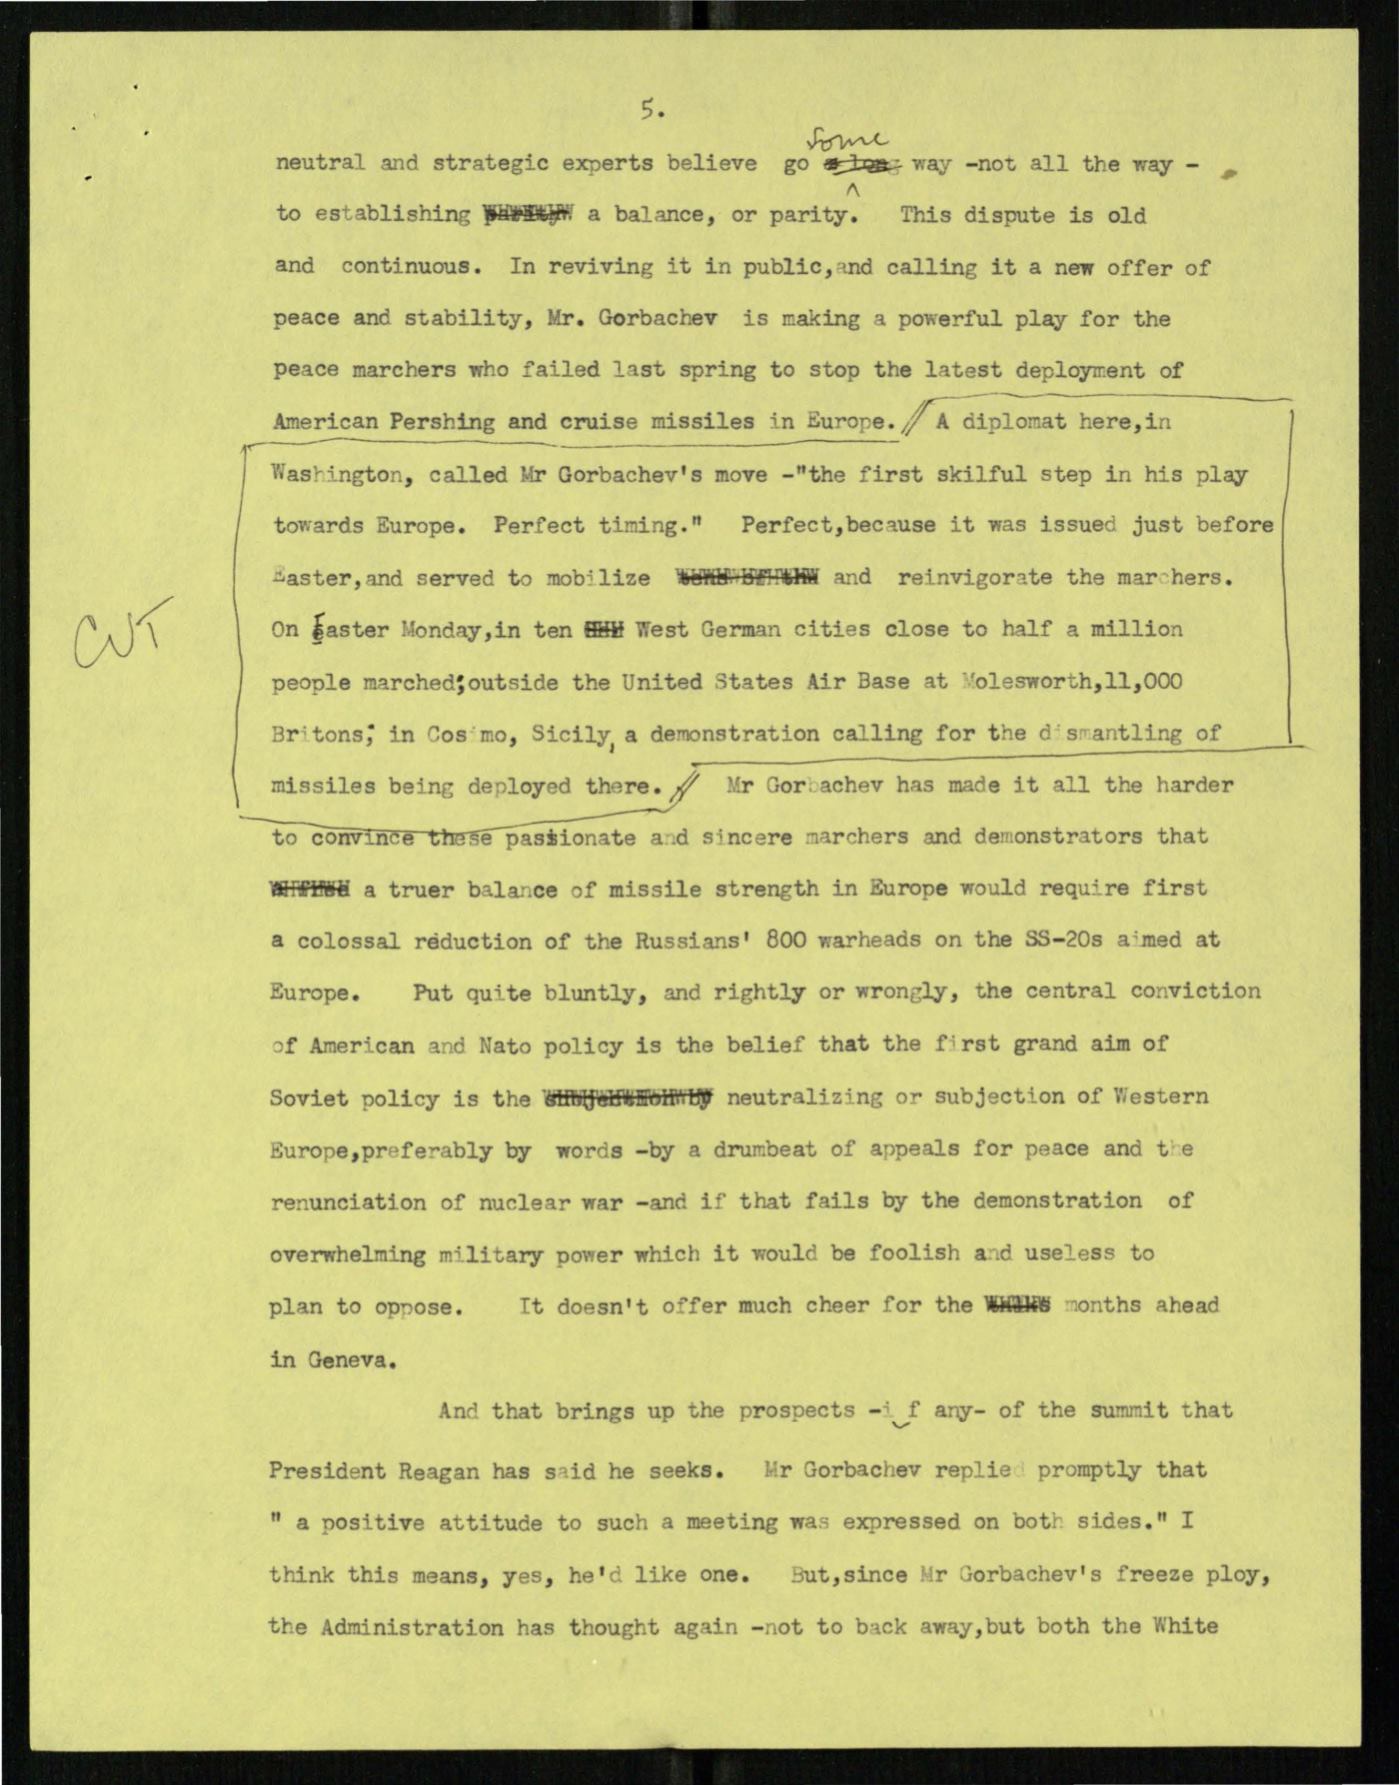 5.
some
neutral and strategic experts believe go a long way -not all the way -
to establishing a balance, or parity. This dispute is old
and continuous. In reviving it in public,and calling it a new offer of
peace and stability, Mr. Gorbachev is making a powerful play for the
peace marchers who failed last spring to stop the latest deployment of
American Pershing and cruise missiles in Europe. // A diplomat here,in
Washington, called Mr Gorbachev's move -"the first skilful step in his play
towards Europe. Perfect timing." Perfect,because it was issued just before
Easter,and served to mobilize and reinvigorate the marchers.
CUT
On Easter Monday,in ten West German cities close to half a million
people marched;outside the United States Air Base at Molesworth,11,000
Britons; in Cosimo, Sicily, a demonstration calling for the dismantling of
missiles being deployed there. // Mr Gorbachev has made it all the harder
to convince these passionate and sincere marchers and demonstrators that
a truer balance of missile strength in Europe would require first
a colossal reduction of the Russians' 800 warheads on the SS-20s aimed at
Europe. Put quite bluntly, and rightly or wrongly, the central conviction
of American and Nato policy is the belief that the first grand aim of
Soviet policy is the neutralizing or subjection of Western
Europe,preferably by words -by a drumbeat of appeals for peace and the
renunciation of nuclear war -and if that fails by the demonstration of
overwhelming military power which it would be foolish and useless to
plan to oppose. It doesn't offer much cheer for the months ahead
in Geneva.
And that brings up the prospects -i f any- of the summit that
President Reagan has said he seeks. Mr Gorbachev replied promptly that
" a positive attitude to such a meeting was expressed on both sides." I
think this means, yes, he'd like one. But,since Mr Gorbachev's freeze ploy,
the Administration has thought again -not to back away,but both the White